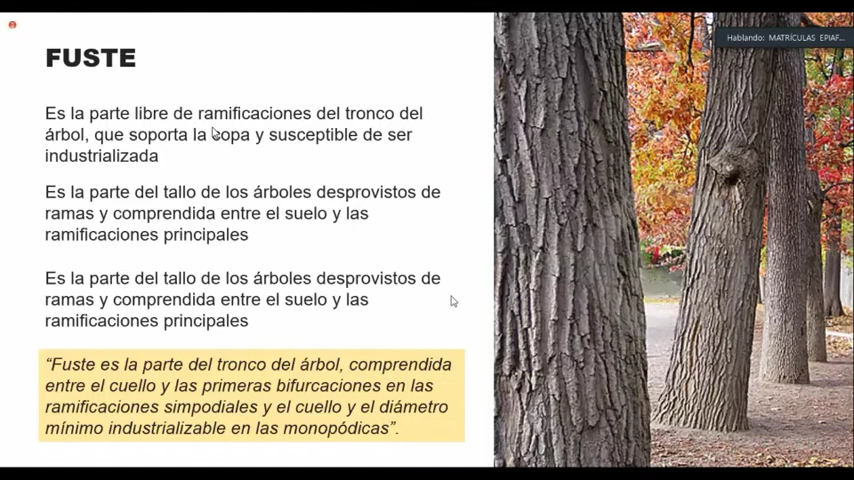 FUSTE
Es la parte libre de ramificaciones del tronco del
árbol, que soporta la copa y susceptible de ser
industrializada
Es la parte del tallo de los árboles desprovistos de
ramas y comprendida entre el suelo y las
ramificaciones principales
Es la parte del tallo de los árboles desprovistos de
ramas y comprendida entre el suelo y las
ramificaciones principales
“Fuste es la parte del tronco del árbol, comprendida
entre el cuello y las primeras bifurcaciones en las
ramificaciones simpodiales y el cuello y el diámetro
mínimo industrializable en las monopódicas”.
Hablando: MATRÍCULAS EPIAF...